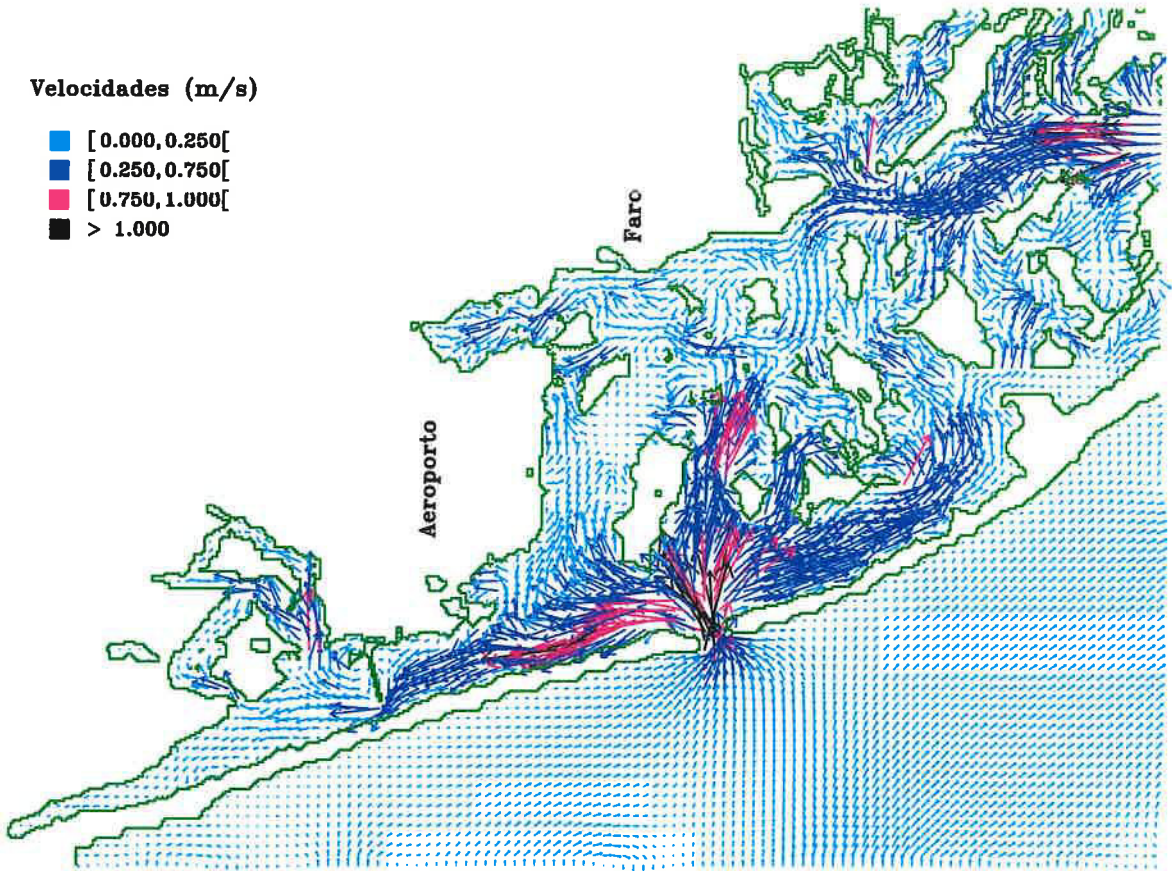 Velocidades (m/s)
[0.000,0.250[
[0.250,0.750[
[0.750,1.000[
> 1.000
Faro
Aeroporto